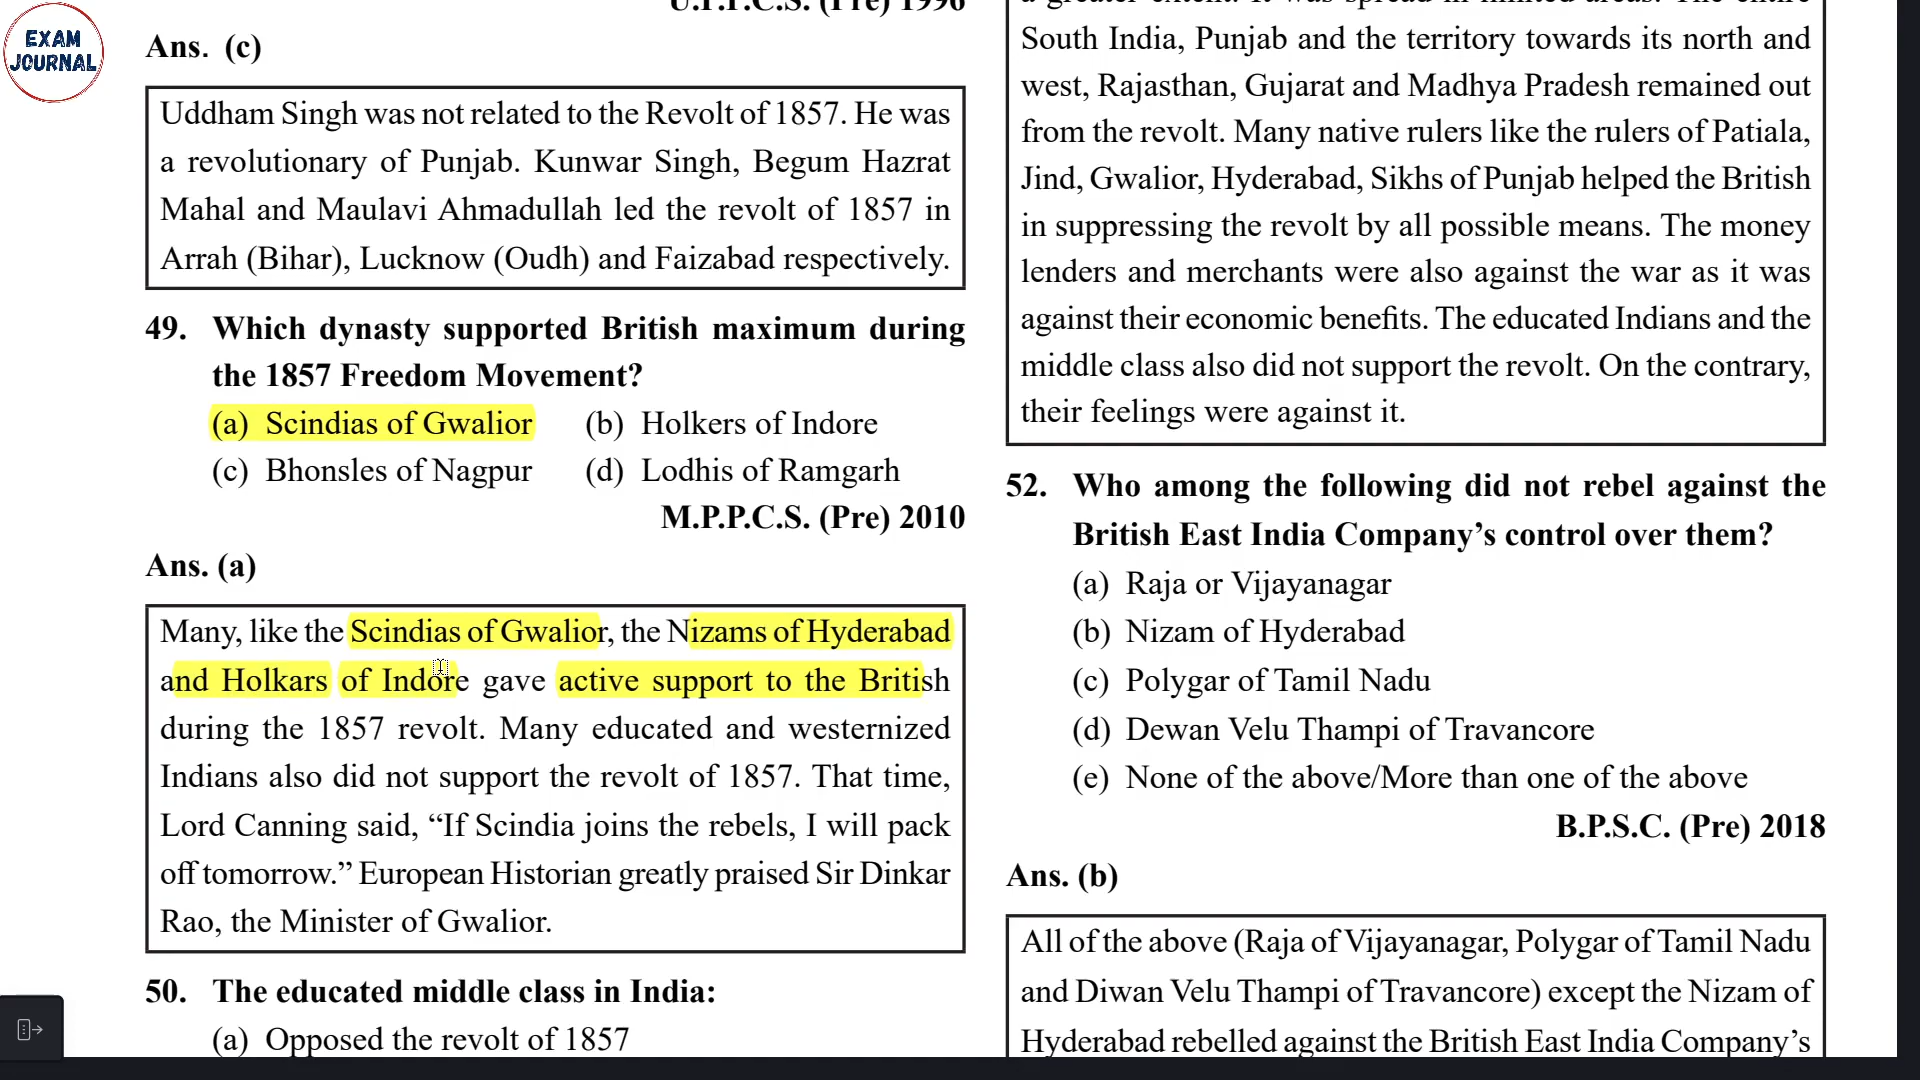 EXAM
JOURNAL
U.P.P.C.S. (Pre) 1996
Ans. (c)
Uddham Singh was not related to the Revolt of 1857. He was
a revolutionary of Punjab. Kunwar Singh, Begum Hazrat
Mahal and Maulavi Ahmadullah led the revolt of 1857 in
Arrah (Bihar), Lucknow (Oudh) and Faizabad respectively.
49. Which dynasty supported British maximum during
the 1857 Freedom Movement?
(a) Scindias of Gwalior (b) Holkers of Indore
(c) Bhonsles of Nagpur (d) Lodhis of Ramgarh
M.P.P.C.S. (Pre) 2010
Ans. (a)
Many, like the Scindias of Gwalior, the Nizams of Hyderabad
and Holkars of Indore gave active support to the British
during the 1857 revolt. Many educated and westernized
Indians also did not support the revolt of 1857. That time,
Lord Canning said, “If Scindia joins the rebels, I will pack
off tomorrow.” European Historian greatly praised Sir Dinkar
Rao, the Minister of Gwalior.
50. The educated middle class in India:
(a) Opposed the revolt of 1857
a greater extent. It was spread in limited areas. The entire
South India, Punjab and the territory towards its north and
west, Rajasthan, Gujarat and Madhya Pradesh remained out
from the revolt. Many native rulers like the rulers of Patiala,
Jind, Gwalior, Hyderabad, Sikhs of Punjab helped the British
in suppressing the revolt by all possible means. The money
lenders and merchants were also against the war as it was
against their economic benefits. The educated Indians and the
middle class also did not support the revolt. On the contrary,
their feelings were against it.
52. Who among the following did not rebel against the
British East India Company’s control over them?
(a) Raja or Vijayanagar
(b) Nizam of Hyderabad
(c) Polygar of Tamil Nadu
(d) Dewan Velu Thampi of Travancore
(e) None of the above/More than one of the above
B.P.S.C. (Pre) 2018
Ans. (b)
All of the above (Raja of Vijayanagar, Polygar of Tamil Nadu
and Diwan Velu Thampi of Travancore) except the Nizam of
Hyderabad rebelled against the British East India Company’s